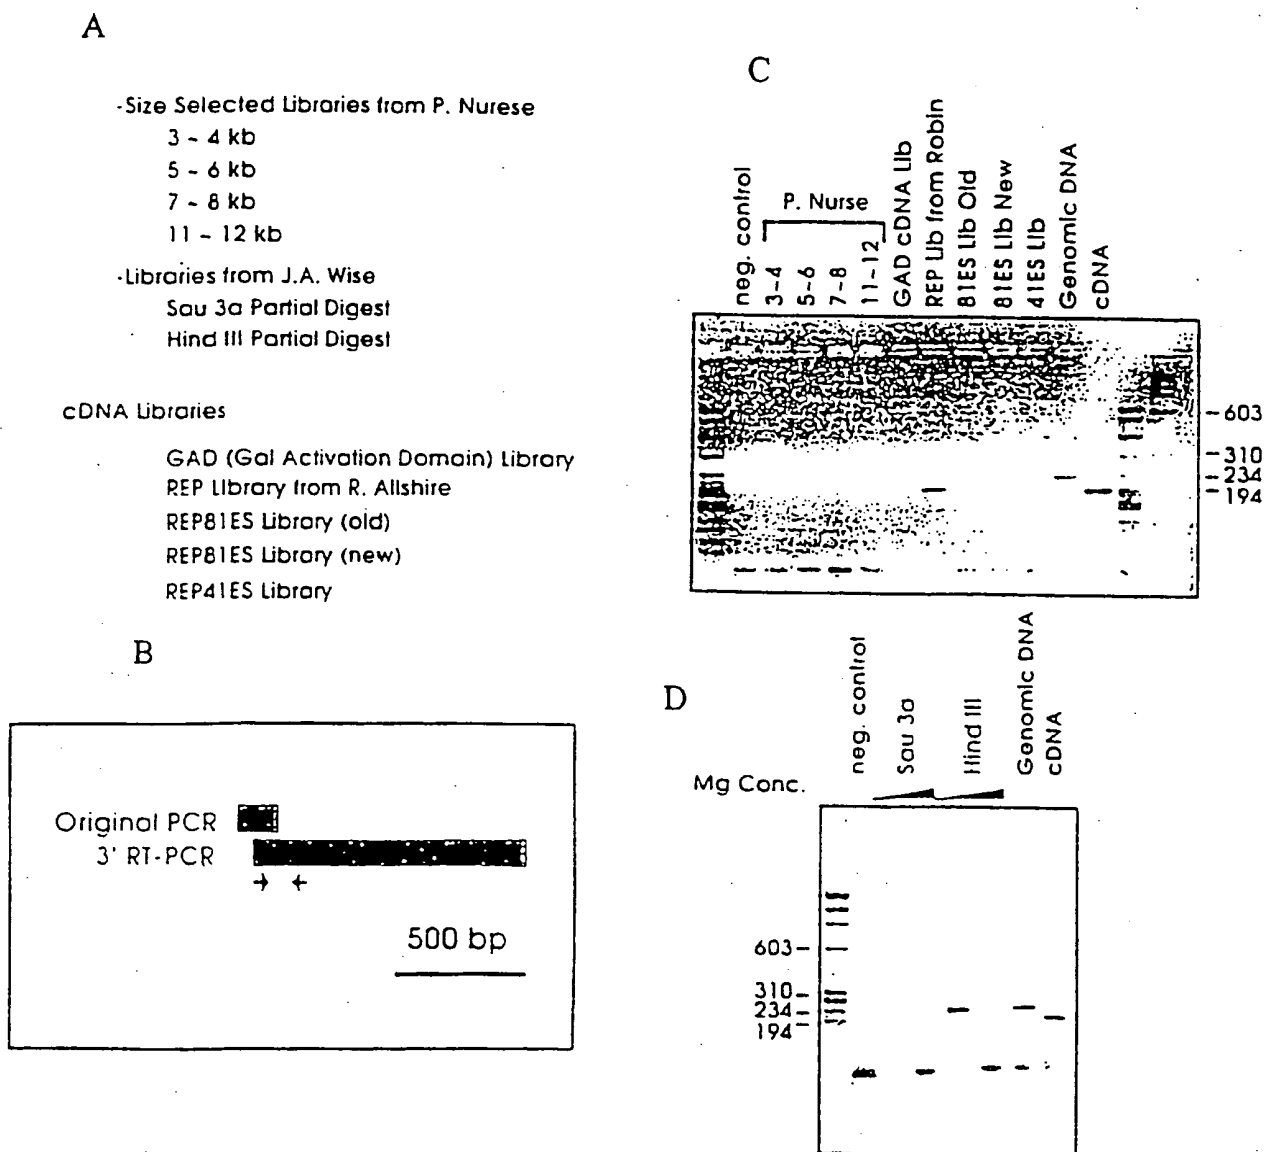 A
·Size Selected Libraries from P. Nurese
3 - 4 kb
5 - 6 kb
7 - 8 kb
11 - 12 kb
·Libraries from J.A. Wise
Sau 3a Partial Digest
Hind III Partial Digest
cDNA Libraries
GAD (Gal Activation Domain) Library
REP Library from R. Allshire
REP81ES Library (old)
REP81ES Library (new)
REP41ES Library
B
Original PCR
3' RT-PCR
500 bp
C
neg. control
P. Nurse
3-4
5-6
7-8
11-12
GAD cDNA Lib
REP Lib from Robin
81ES Lib Old
81ES Lib New
41ES Lib
Genomic DNA
cDNA
603
310
234
194
D
Mg Conc.
neg. control
Sau 3a
Hind III
Genomic DNA
cDNA
603
310
234
194